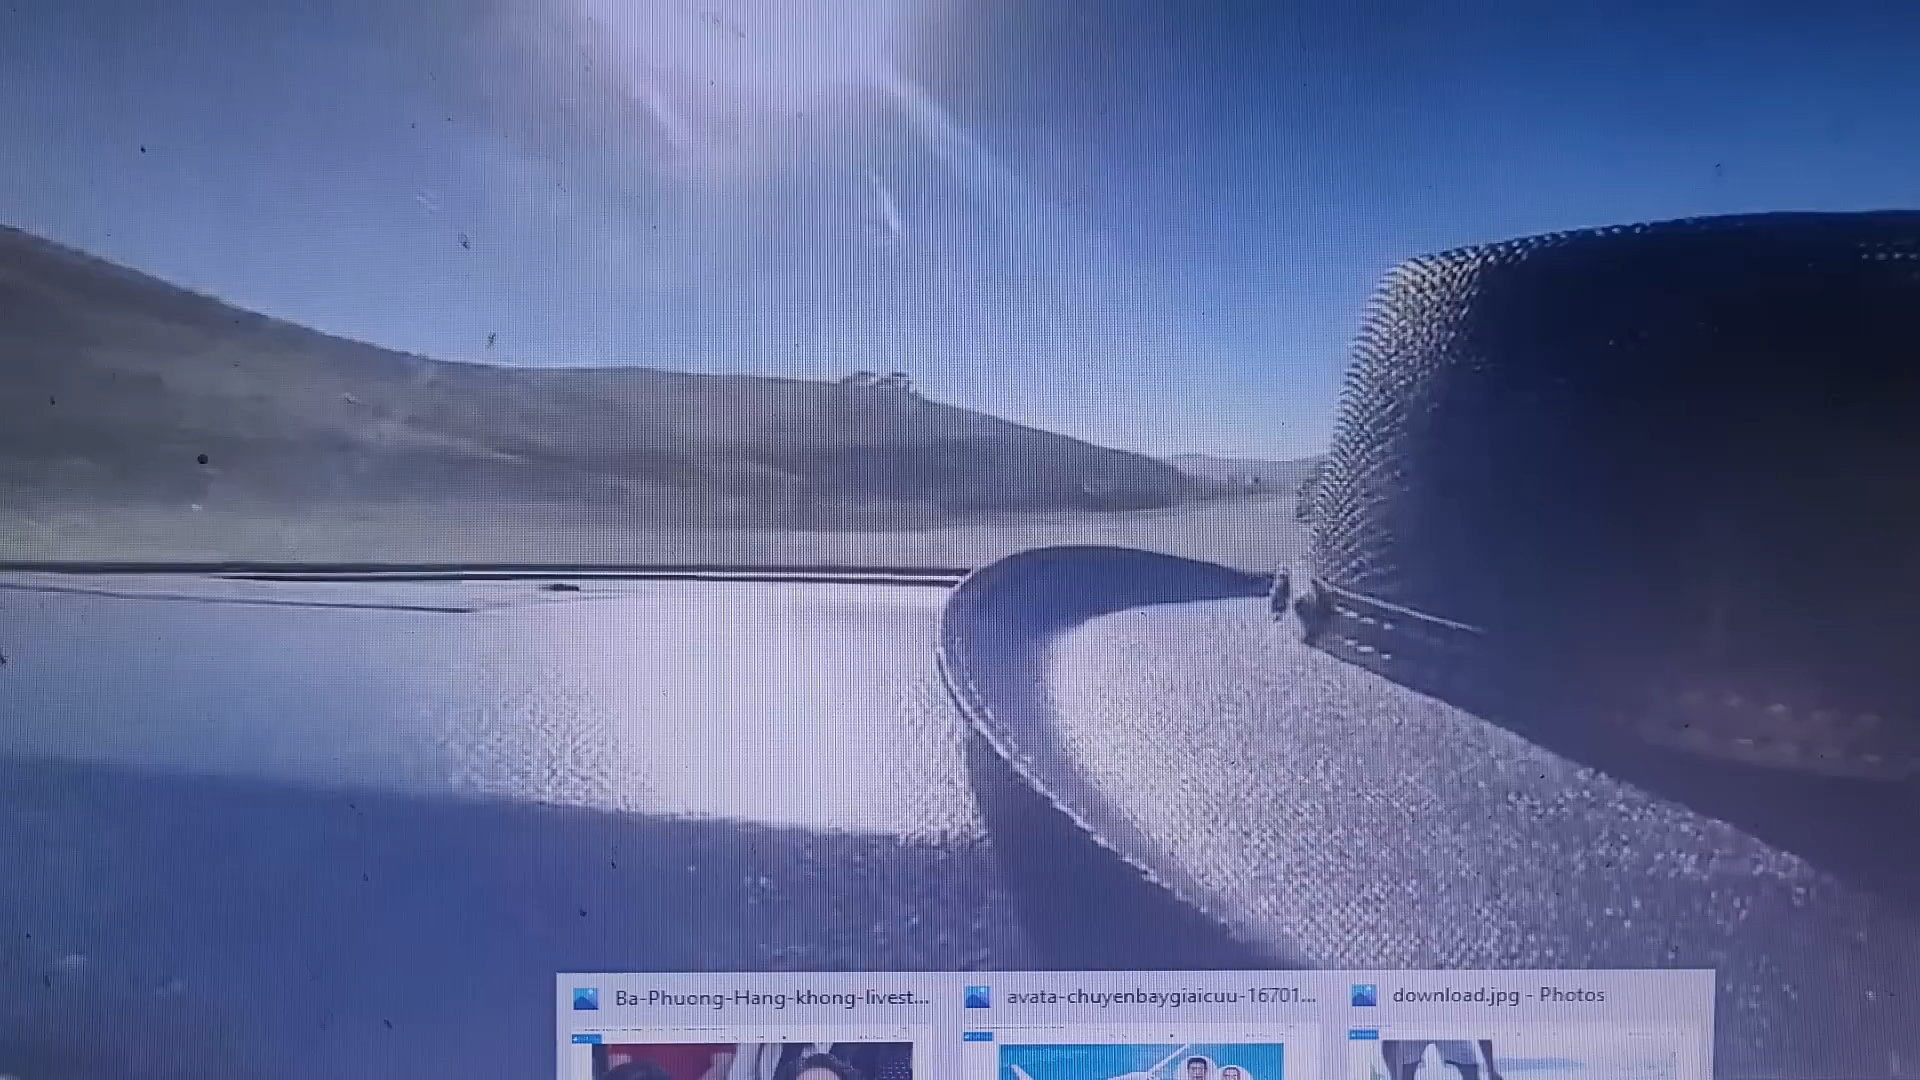 Ba-Phuong-Hang-khong-livest...
avata-chuyenbaygiaicuu-16701...
download.jpg - Photos